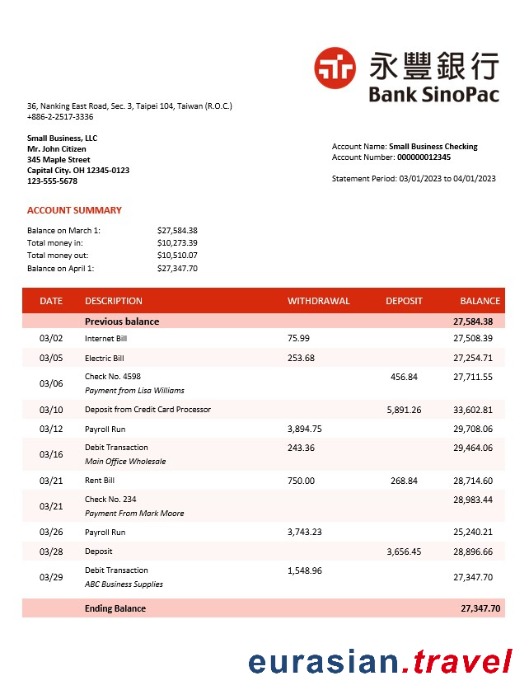 永豐銀行
Bank SinoPac
36, Nanking East Road, Sec. 3, Taipei 104, Taiwan (R.O.C.)
+886-2-2517-3336
Small Business, LLC
Mr. John Citizen
345 Maple Street
Capital City. OH 12345-0123
123-555-5678
Account Name: Small Business Checking
Account Number: 000000012345
Statement Period: 03/01/2023 to 04/01/2023
ACCOUNT SUMMARY
Balance on March 1: $27,584.38
Total money in: $10,273.39
Total money out: $10,510.07
Balance on April 1: $27,347.70
DATE DESCRIPTION WITHDRAWAL DEPOSIT BALANCE
Previous balance 27,584.38
03/02 Internet Bill 75.99 27,508.39
03/05 Electric Bill 253.68 27,254.71
03/06 Check No. 4598 456.84 27,711.55
Payment from Lisa Williams
03/10 Deposit from Credit Card Processor 5,891.26 33,602.81
03/12 Payroll Run 3,894.75 29,708.06
03/16 Debit Transaction 243.36 29,464.06
Main Office Wholesale
03/21 Rent Bill 750.00 268.84 28,714.60
03/21 Check No. 234 28,983.44
Payment From Mark Moore
03/26 Payroll Run 3,743.23 25,240.21
03/28 Deposit 3,656.45 28,896.66
03/29 Debit Transaction 1,548.96 27,347.70
ABC Business Supplies
Ending Balance 27,347.70
eurasian.travel